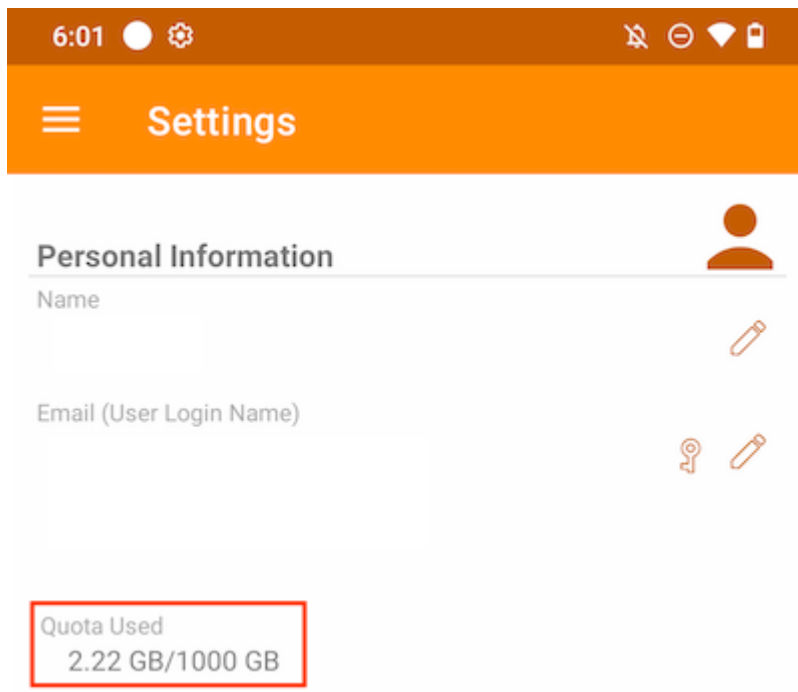 6:01
Settings
Personal Information
Name
Email (User Login Name)
Quota Used
2.22 GB/1000 GB